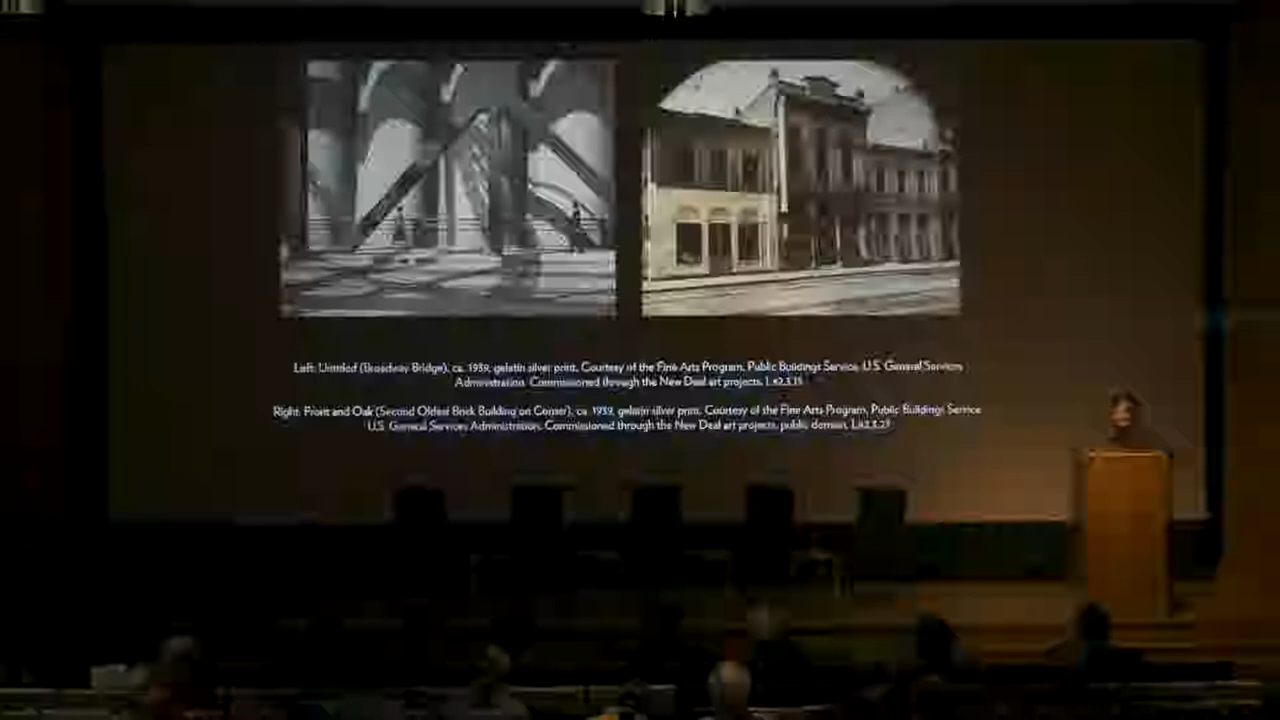 Left: Untitled (Broadway Bridge), ca. 1939, gelatin silver print, Courtesy of the Fine Arts Program, Public Buildings Service, U.S. General Services
Administration. Commissioned through the New Deal art projects,
Right: Front and Oak (Second Oldest Brick Building on Corner), ca. 1939, gelatin silver print, Courtesy of the Fine Arts Program, Public Buildings Service
U.S. General Services Administration. Commissioned through the New Deal art projects, public domain,